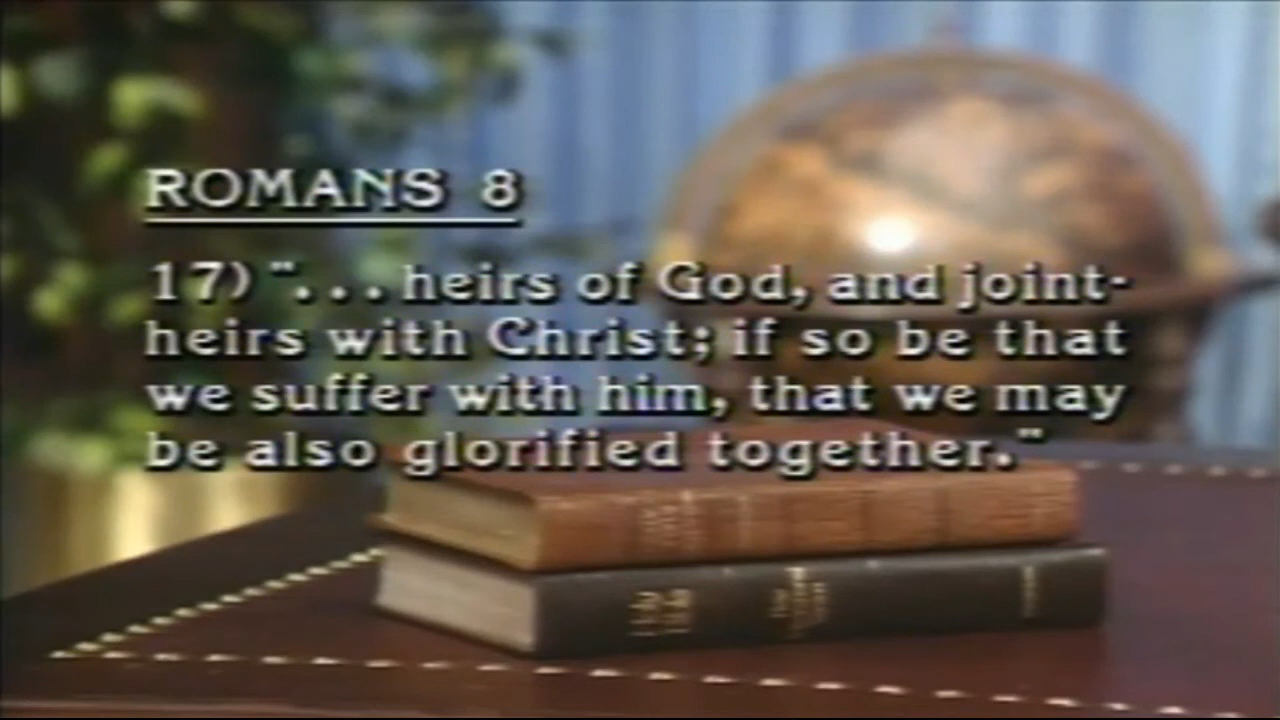 ROMANS 8
17) "...heirs of God, and joint-
heirs with Christ; if so be that
we suffer with him, that we may
be also glorified together."